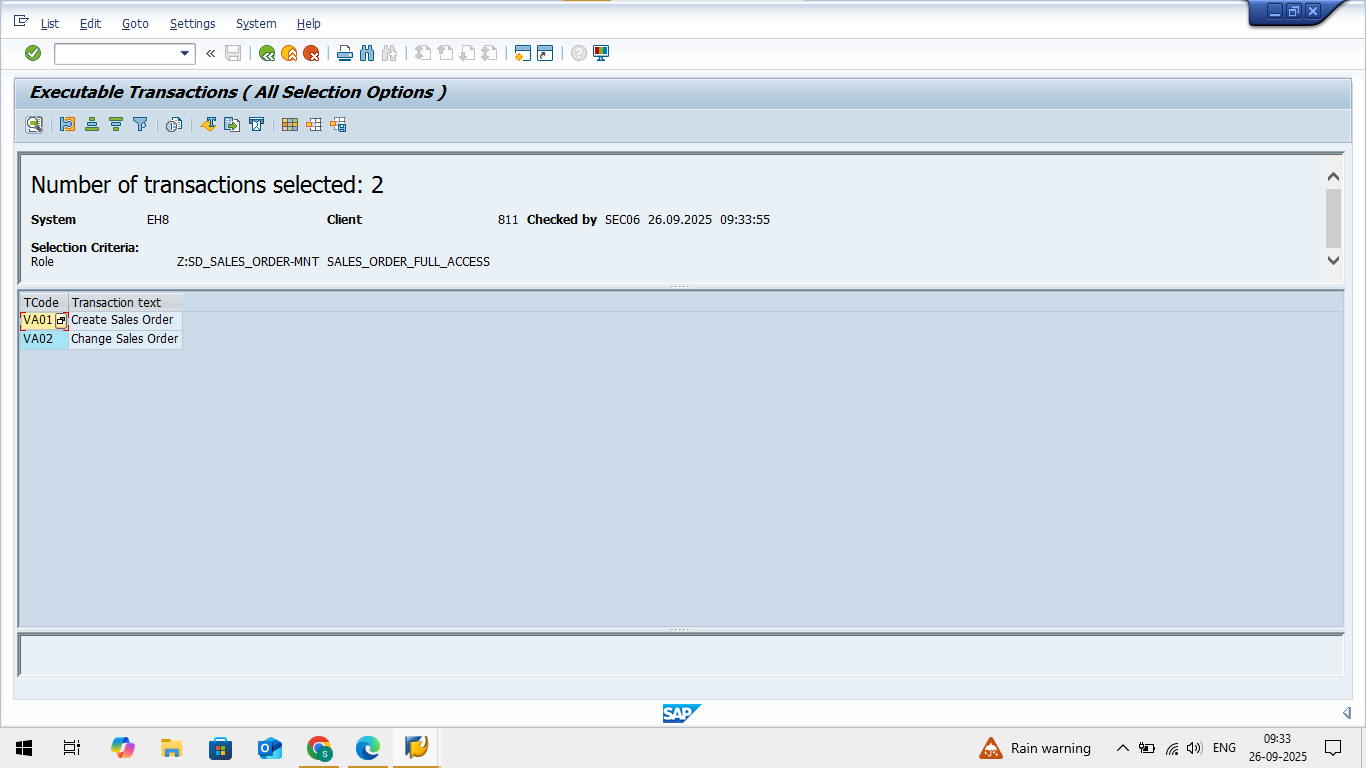 List Edit Goto Settings System Help
Executable Transactions ( All Selection Options )
Number of transactions selected: 2
System EH8 Client 811 Checked by SEC06 26.09.2025 09:33:55
Selection Criteria:
Role Z:SD_SALES_ORDER-MNT SALES_ORDER_FULL_ACCESS
TCode Transaction text
VA01 Create Sales Order
VA02 Change Sales Order
SAP
Rain warning ENG 09:33
26-09-2025